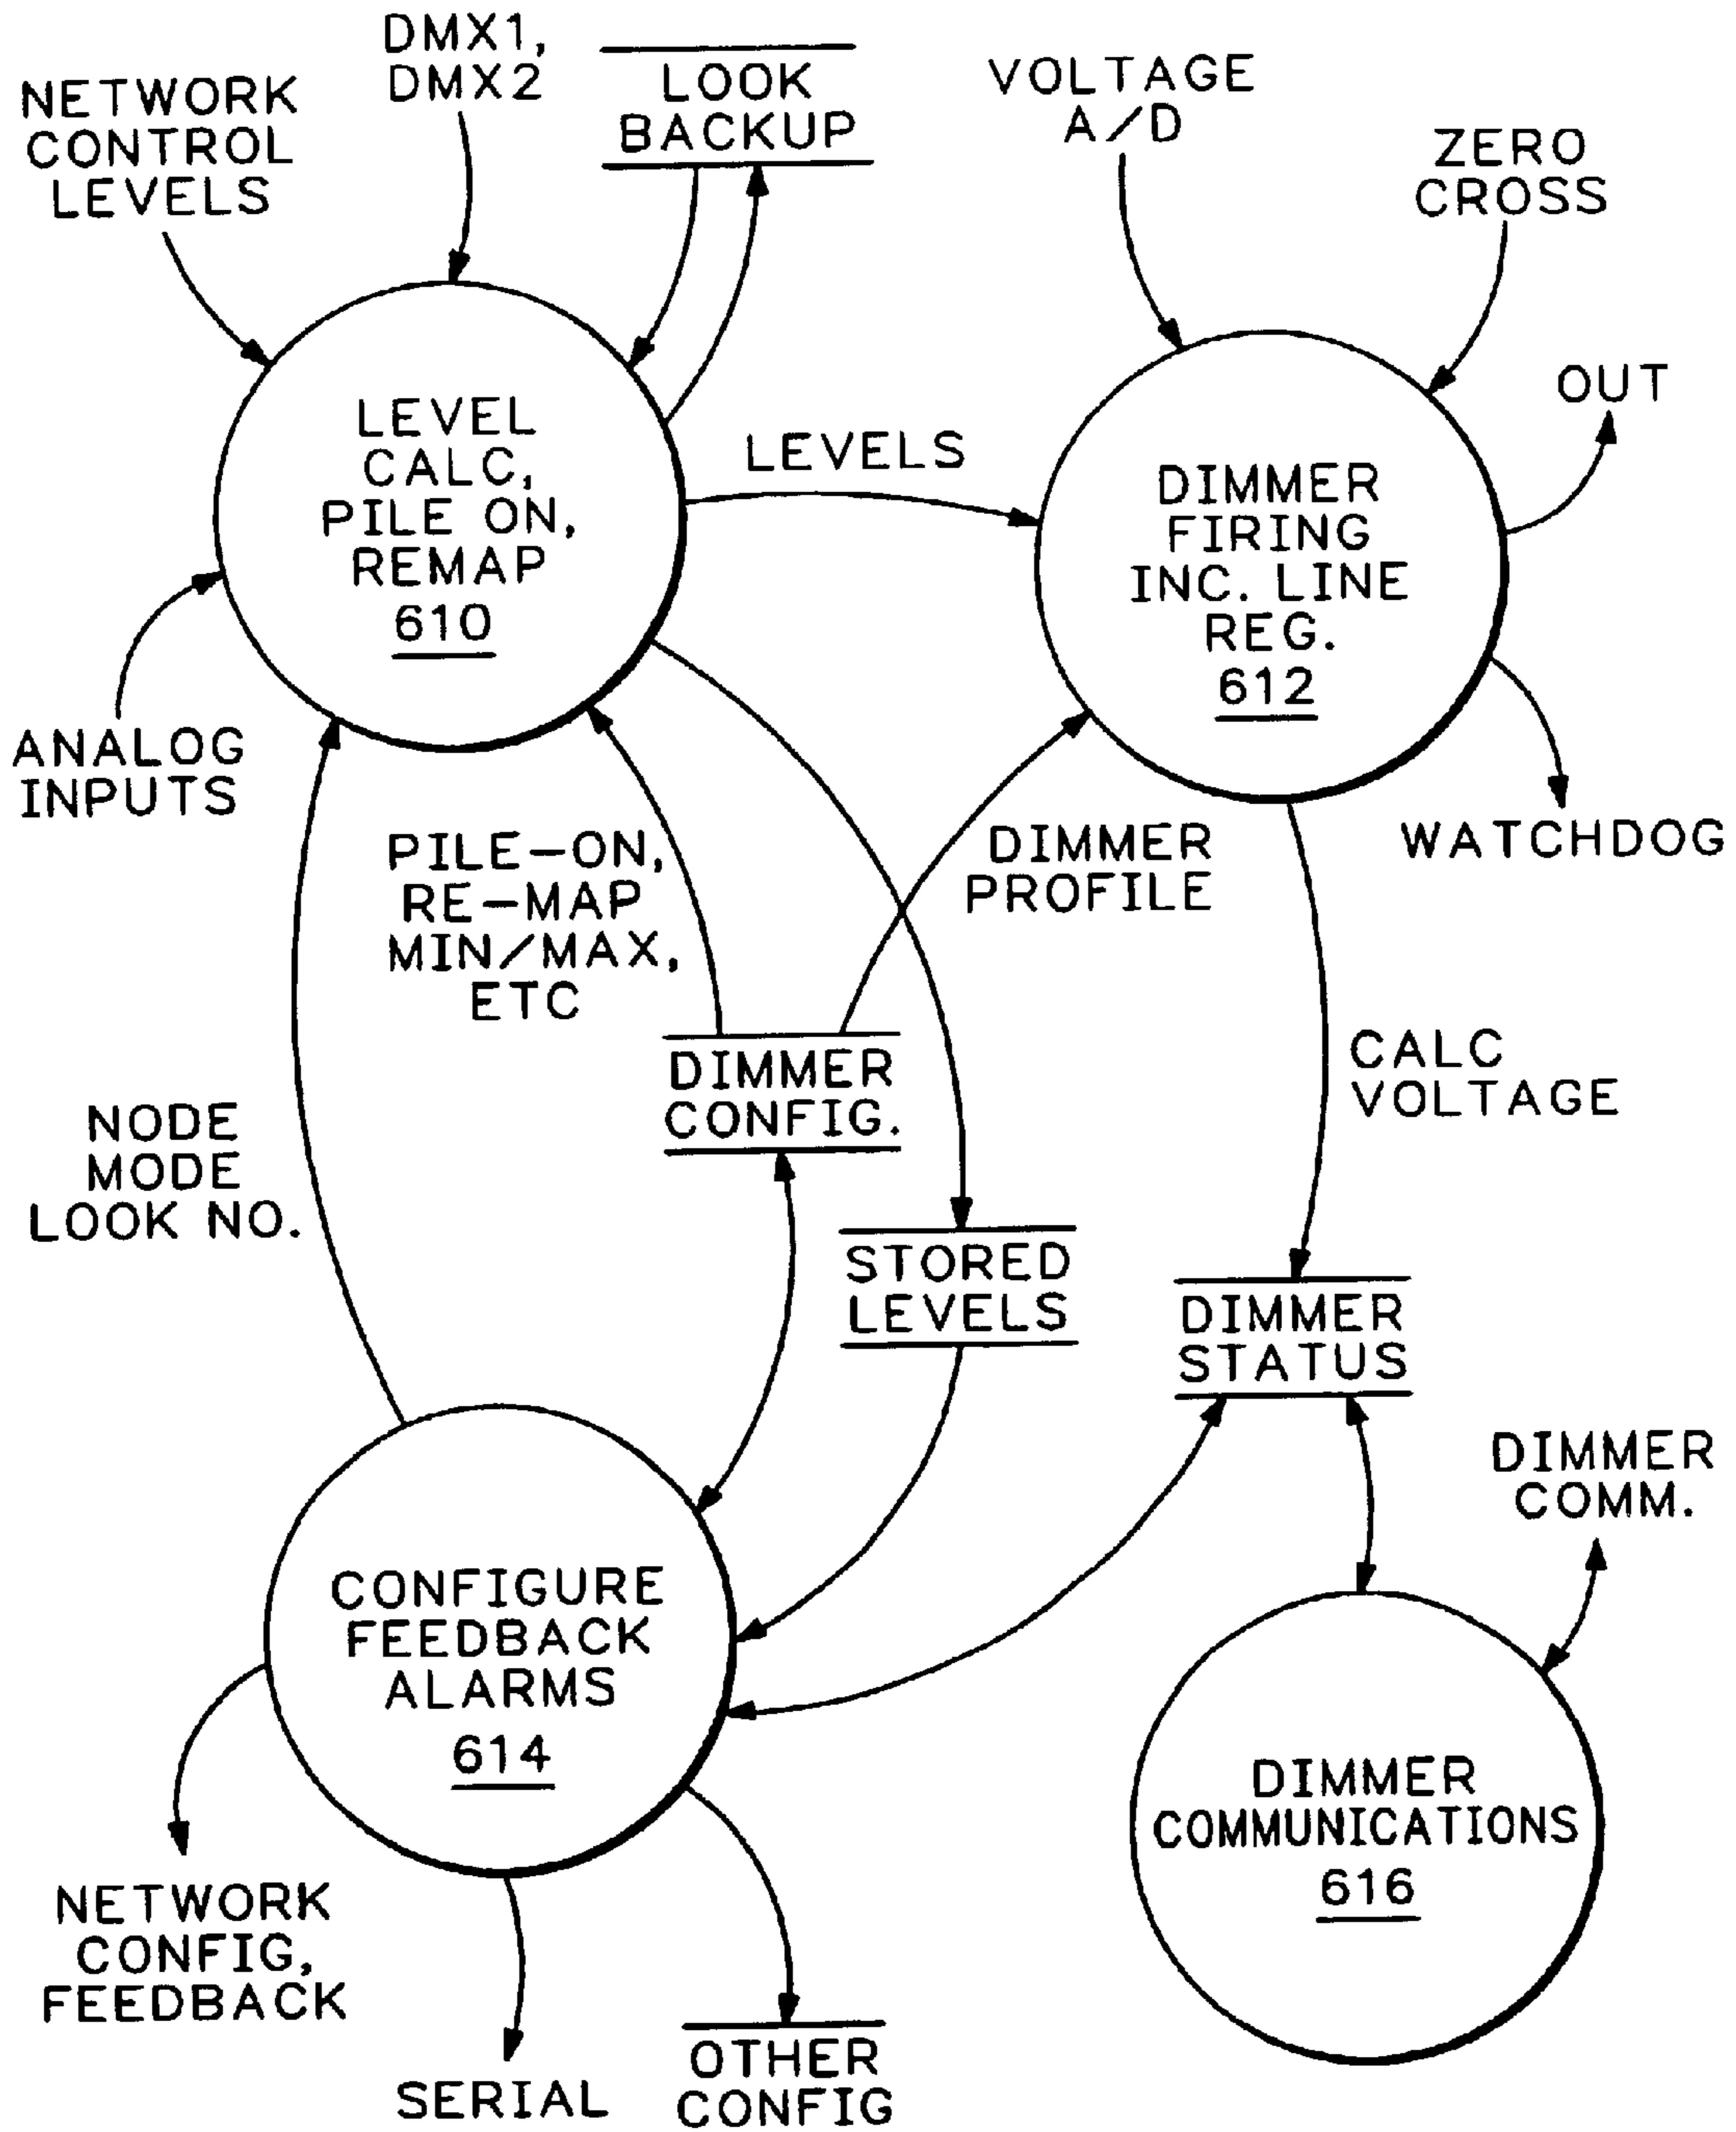 DMX1,
DMX2
NETWORK
CONTROL
LEVELS
LOOK
BACKUP
VOLTAGE
A/D
ZERO
CROSS
OUT
LEVEL
CALC,
PILE ON,
REMAP
610
LEVELS
DIMMER
FIRING
INC. LINE
REG.
612
ANALOG
INPUTS
WATCHDOG
PILE-ON,
RE-MAP
MIN/MAX,
ETC
DIMMER
PROFILE
DIMMER
CONFIG.
CALC
VOLTAGE
NODE
MODE
LOOK NO.
STORED
LEVELS
DIMMER
STATUS
DIMMER
COMM.
CONFIGURE
FEEDBACK
ALARMS
614
DIMMER
COMMUNICATIONS
616
NETWORK
CONFIG,
FEEDBACK
SERIAL
OTHER
CONFIG